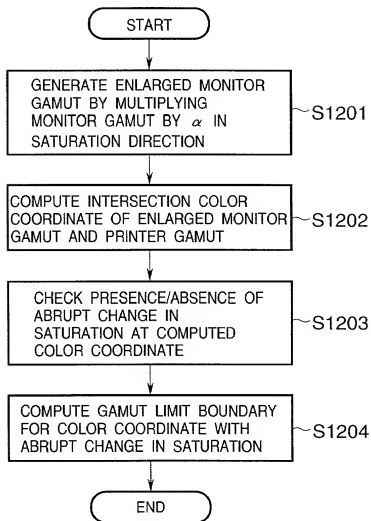 START
GENERATE ENLARGED MONITOR
GAMUT BY MULTIPLYING
MONITOR GAMUT BY α IN
SATURATION DIRECTION
S1201
COMPUTE INTERSECTION COLOR
COORDINATE OF ENLARGED MONITOR
GAMUT AND PRINTER GAMUT
S1202
CHECK PRESENCE/ABSENCE OF
ABRUPT CHANGE IN
SATURATION AT COMPUTED
COLOR COORDINATE
S1203
COMPUTE GAMUT LIMIT BOUNDARY
FOR COLOR COORDINATE WITH
ABRUPT CHANGE IN SATURATION
S1204
END